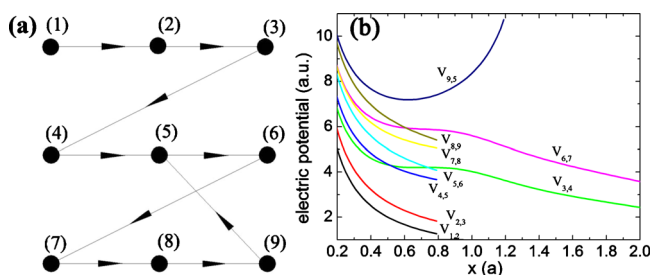 (a)
(1) (2) (3)
(4) (5) (6)
(7) (8) (9)
(b)
electric potential (a.u.)
10
8
6
4
2
V9,5
V8,9
V7,8
V6,7
V5,6
V4,5
V3,4
V2,3
V1,2
0.2 0.4 0.6 0.8 1.0 1.2 1.4 1.6 1.8 2.0
x (a)